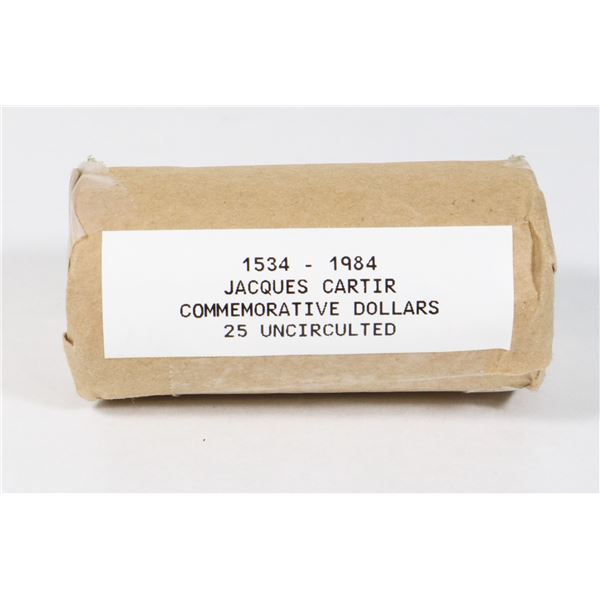 1534 - 1984
JACQUES CARTIR
COMMEMORATIVE DOLLARS
25 UNCIRCULTED